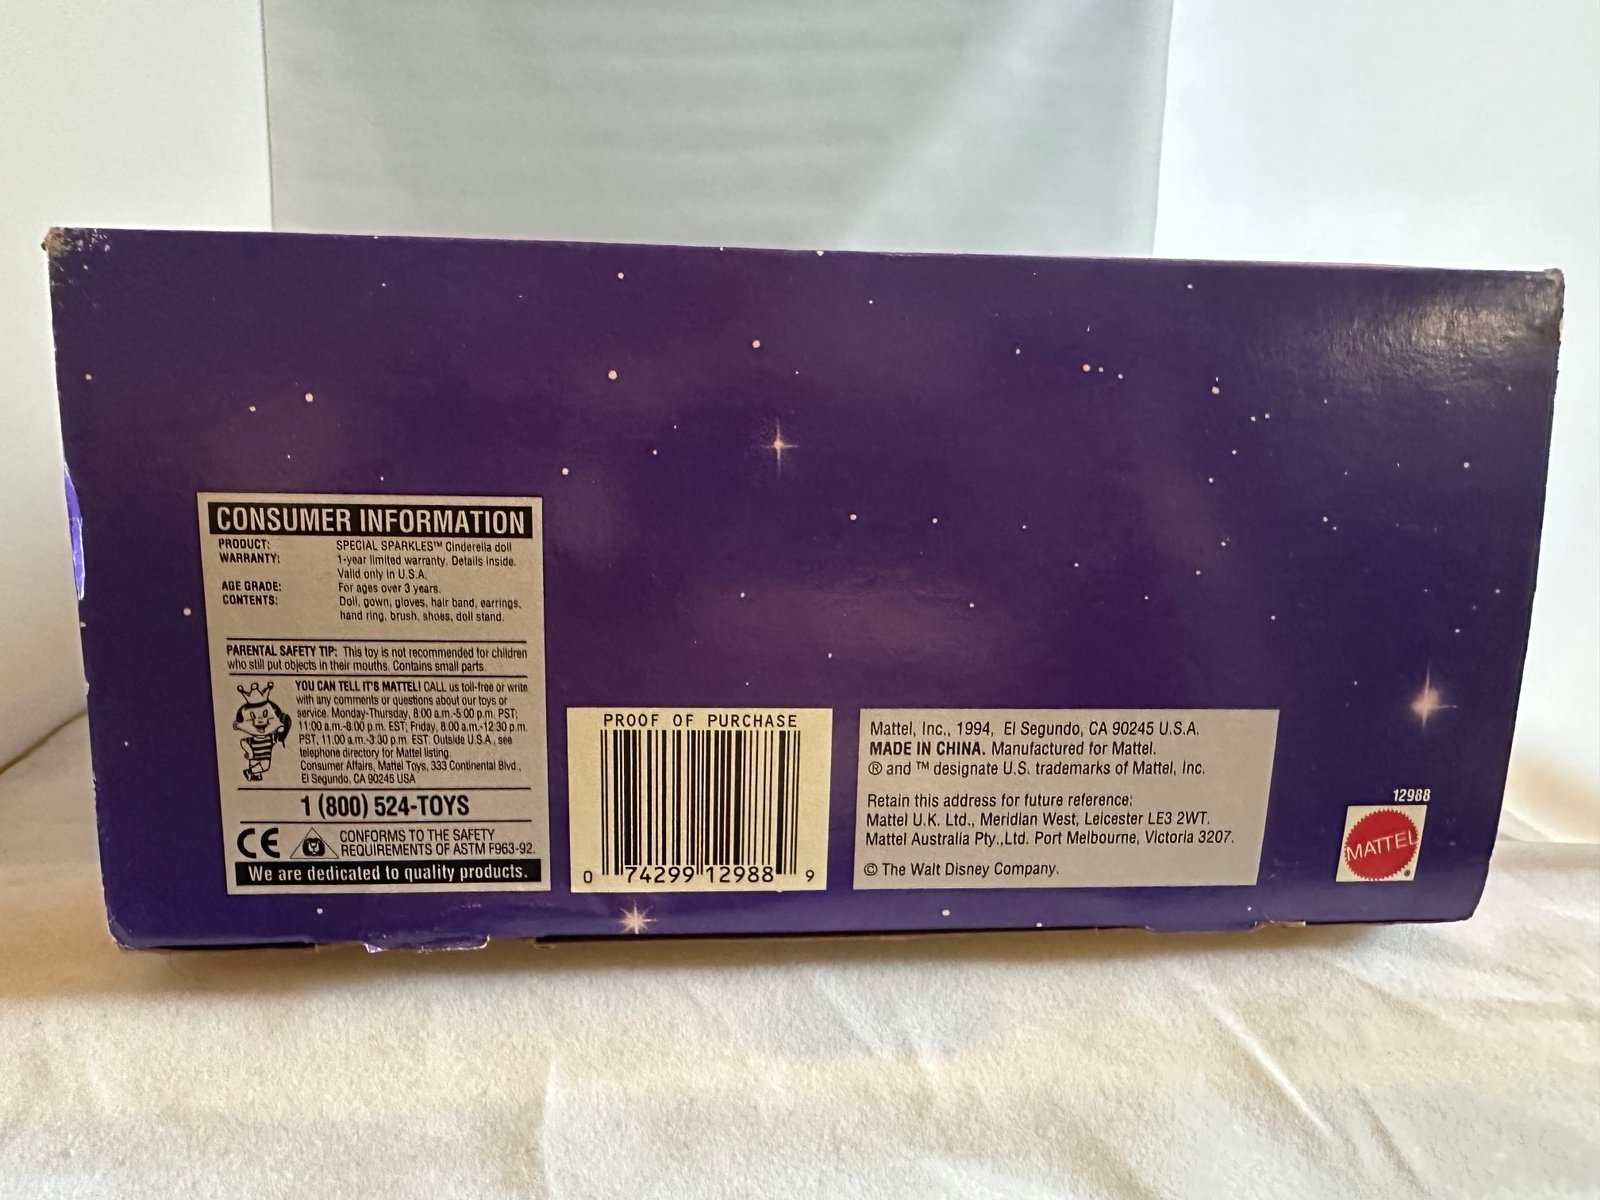 CONSUMER INFORMATION
PRODUCT: SPECIAL SPARKLES™ Cinderella doll
WARRANTY: 1-year limited warranty. Details inside.
Valid only in U.S.A.
AGE GRADE: For ages over 3 years.
CONTENTS: Doll, gown, gloves, hair band, earrings,
hand ring, brush, shoes, doll stand.
PARENTAL SAFETY TIP: This toy is not recommended for children
who still put objects in their mouths. Contains small parts.
YOU CAN TELL IT'S MATTEL! CALL us toll-free or write
with any comments or questions about our toys or
service. Monday-Thursday, 8:00 a.m.-5:00 p.m. PST;
11:00 a.m.-8:00 p.m. EST; Friday, 8:00 a.m.-12:30 p.m.
PST, 11:00 a.m.-3:30 p.m. EST. Outside U.S.A., see
telephone directory for Mattel listing.
Consumer Affairs, Mattel Toys, 333 Continental Blvd.,
El Segundo, CA 90245 USA
1 (800) 524-TOYS
CE CONFORMS TO THE SAFETY
REQUIREMENTS OF ASTM F963-92.
We are dedicated to quality products.
PROOF OF PURCHASE
0 74299 12988 9
Mattel, Inc., 1994, El Segundo, CA 90245 U.S.A.
MADE IN CHINA. Manufactured for Mattel.
® and ™ designate U.S. trademarks of Mattel, Inc.
Retain this address for future reference:
Mattel U.K. Ltd., Meridian West, Leicester LE3 2WT.
Mattel Australia Pty.,Ltd. Port Melbourne, Victoria 3207.
© The Walt Disney Company.
12988
MATTEL®